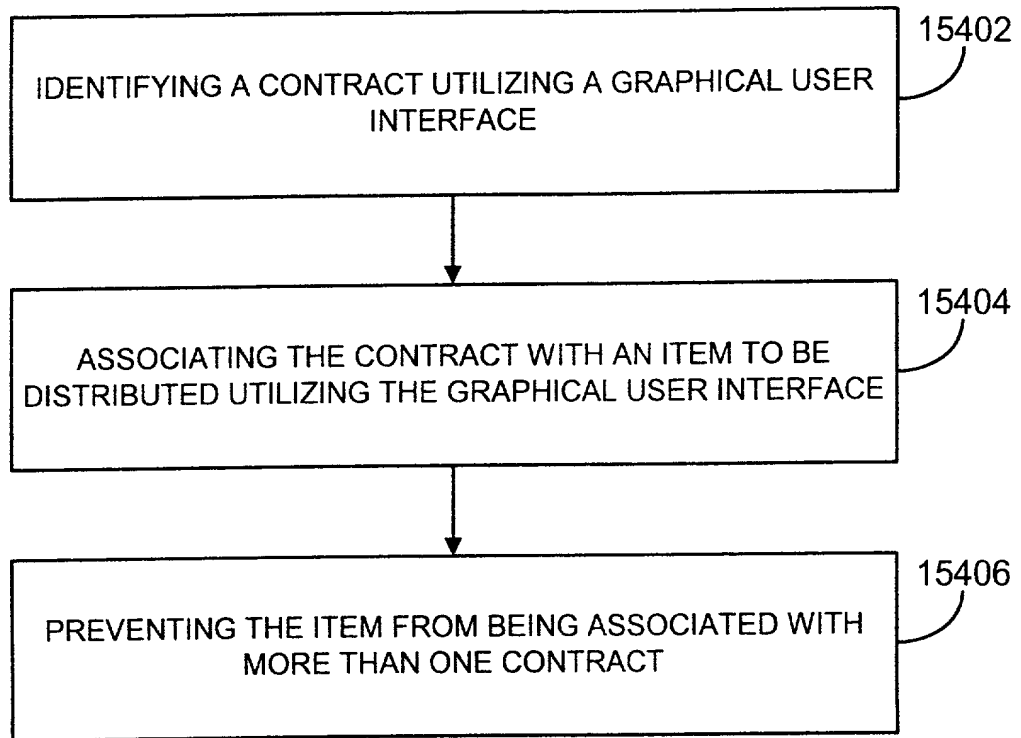 15402
IDENTIFYING A CONTRACT UTILIZING A GRAPHICAL USER
INTERFACE
15404
ASSOCIATING THE CONTRACT WITH AN ITEM TO BE
DISTRIBUTED UTILIZING THE GRAPHICAL USER INTERFACE
15406
PREVENTING THE ITEM FROM BEING ASSOCIATED WITH
MORE THAN ONE CONTRACT